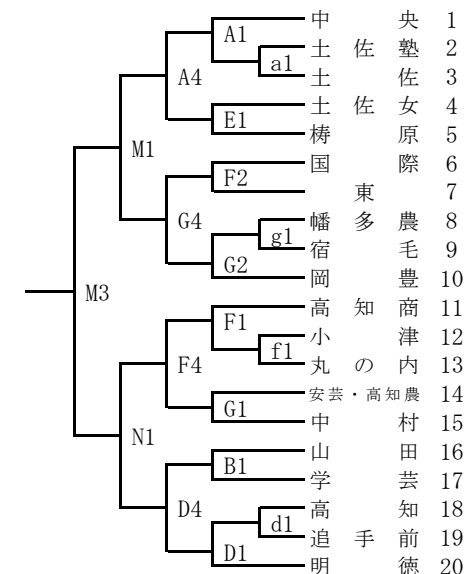 中央 1
土佐塾 2
土佐 3
土佐女 4
梼原 5
国際 6
東 7
幡多農 8
宿毛 9
岡豊 10
高知商 11
小津 12
丸の内 13
安芸・高知農 14
中村 15
山田 16
学芸 17
高知 18
追手前 19
明徳 20
A1
a1
A4
E1
M1
F2
G4
g1
G2
M3
F1
f1
F4
G1
N1
B1
D4
d1
D1